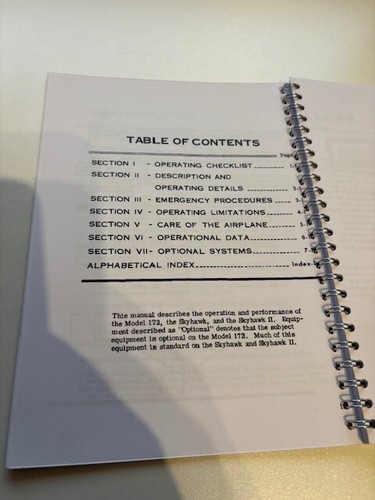 TABLE OF CONTENTS
Page
SECTION I - OPERATING CHECKLIST
SECTION II - DESCRIPTION AND
OPERATING DETAILS
SECTION III - EMERGENCY PROCEDURES
SECTION IV - OPERATING LIMITATIONS
SECTION V - CARE OF THE AIRPLANE
SECTION VI - OPERATIONAL DATA
SECTION VII - OPTIONAL SYSTEMS
ALPHABETICAL INDEX Index-
This manual describes the operation and performance of
the Model 172, the Skyhawk, and the Skyhawk II. Equip-
ment described as "Optional" denotes that the subject
equipment is optional on the Model 172. Much of this
equipment is standard on the Skyhawk and Skyhawk II.